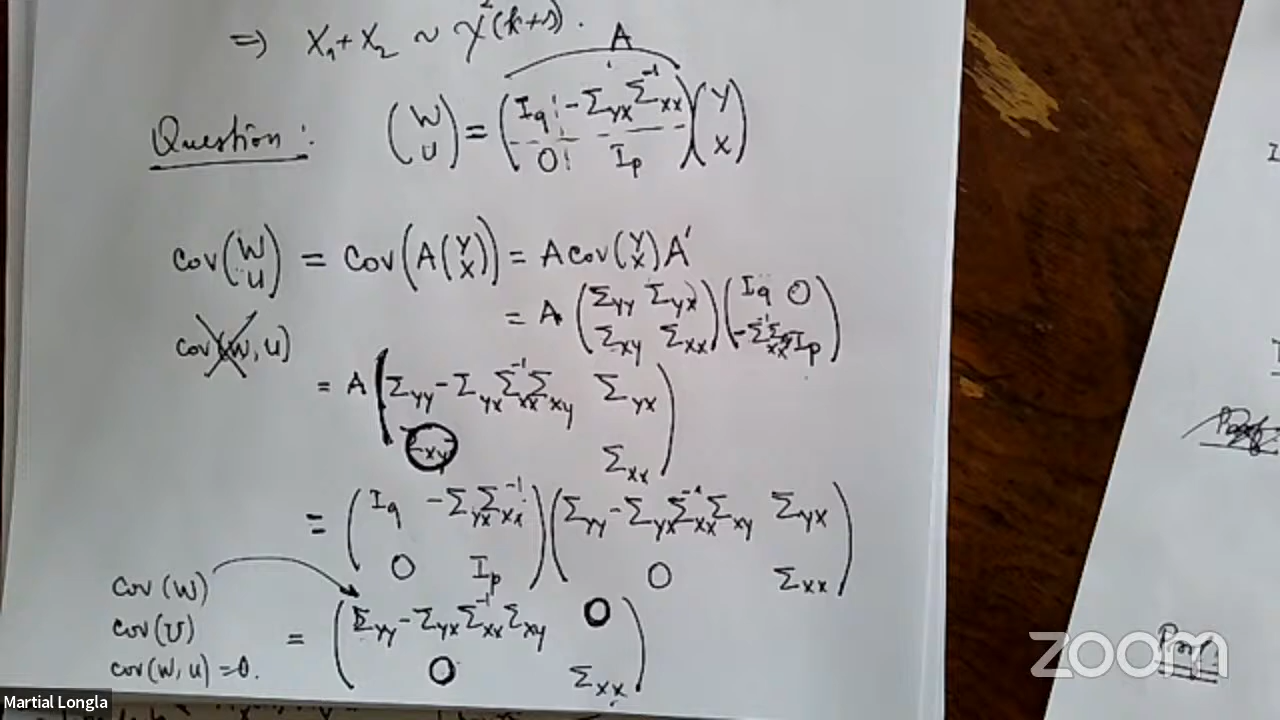 ⇒ X₁+X₂ ~ χ²(k+s).
A
Question: (W U) = (I_q -Σ_yx Σ_xx⁻¹ 0 I_p)(Y X)
cov(W U) = Cov(A(Y X)) = A cov(Y X) A'
= A (Σ_yy Σ_yx Σ_xy Σ_xx)(I_q 0 -Σ_xx⁻¹Σ_xy I_p)
cov(W, U)
= A (Σ_yy - Σ_yx Σ_xx⁻¹ Σ_xy Σ_yx Σ_xy Σ_xx)
= (I_q -Σ_yx Σ_xx⁻¹ 0 I_p)(Σ_yy - Σ_yx Σ_xx⁻¹ Σ_xy Σ_yx 0 Σ_xx)
cov(W)
cov(U)
cov(W, U) = 0.
= (Σ_yy - Σ_yx Σ_xx⁻¹ Σ_xy 0 0 Σ_xx)
Martial Longla
zoom